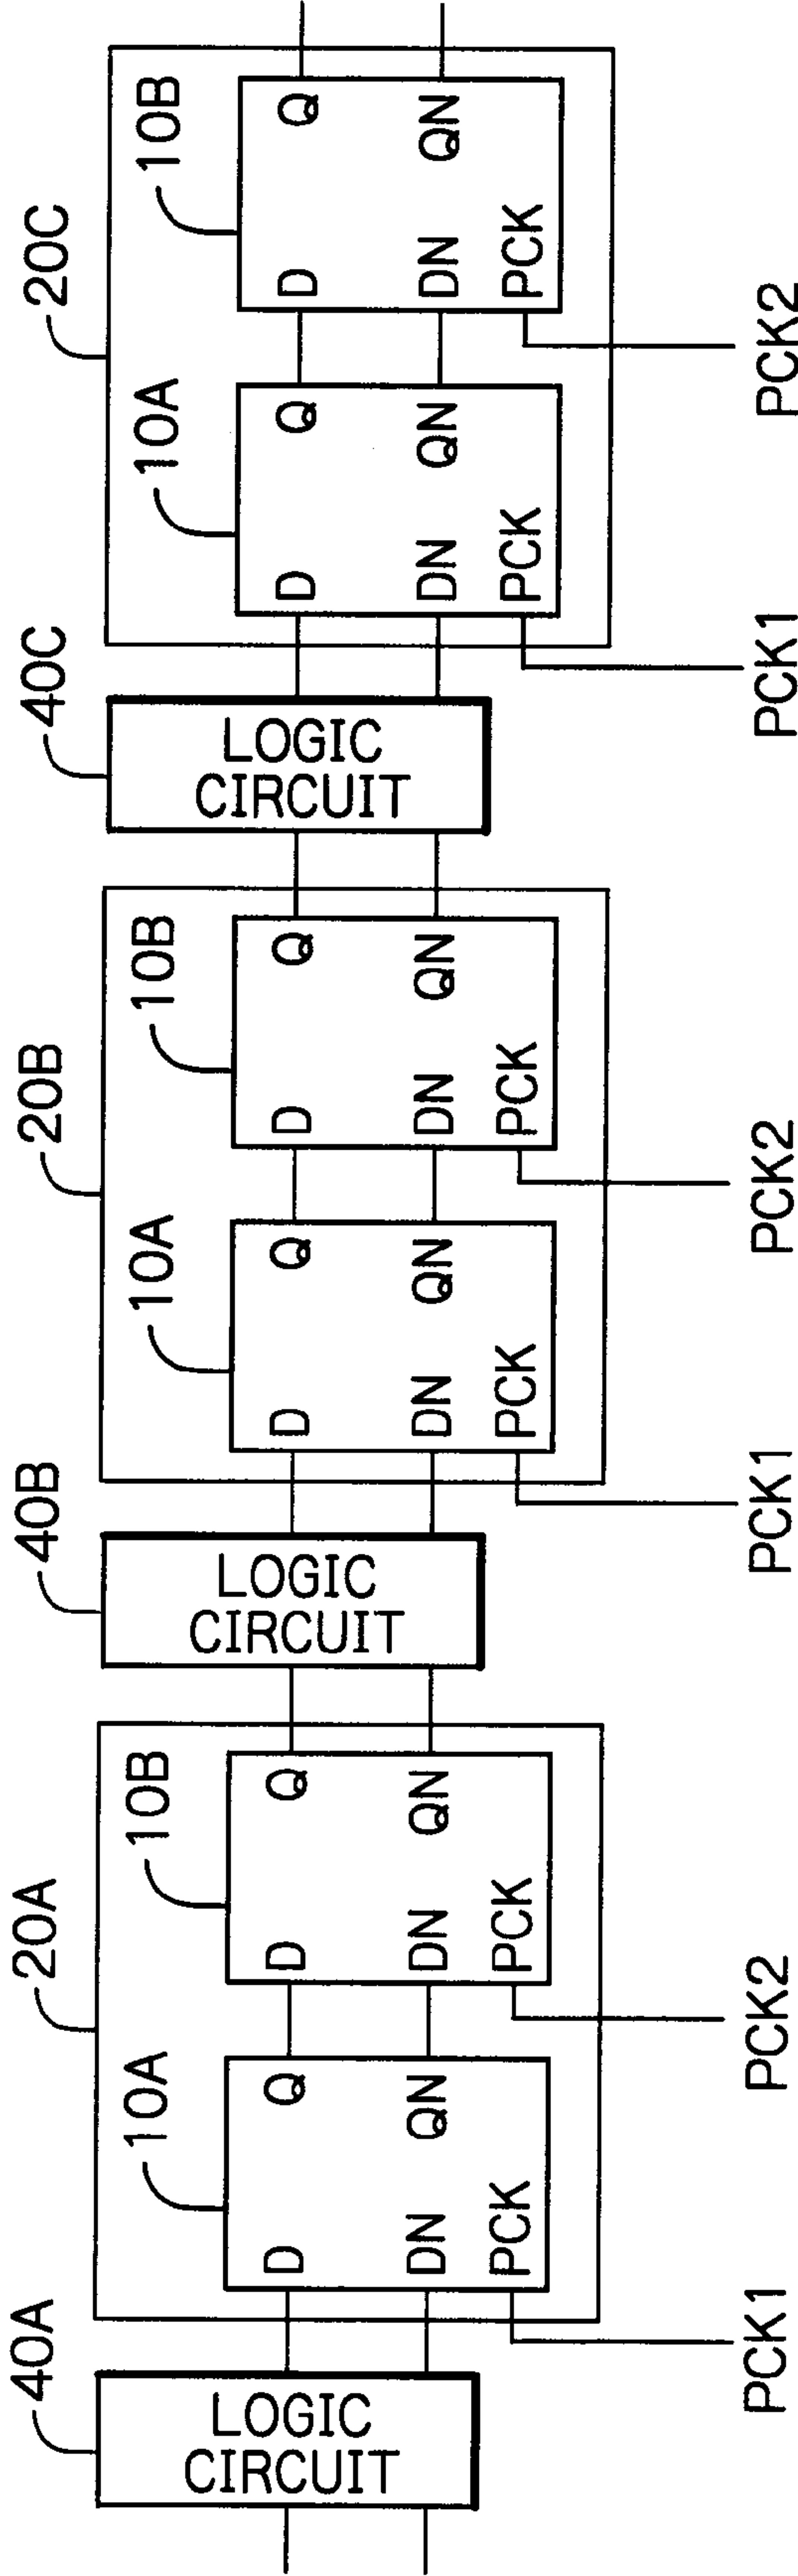 40A
LOGIC
CIRCUIT
20A
10A
D
Q
DN
QN
PCK
PCK1
10B
D
Q
DN
QN
PCK
PCK2
40B
LOGIC
CIRCUIT
20B
10A
D
Q
DN
QN
PCK
PCK1
10B
D
Q
DN
QN
PCK
PCK2
40C
LOGIC
CIRCUIT
20C
10A
D
Q
DN
QN
PCK
PCK1
10B
D
Q
DN
QN
PCK
PCK2